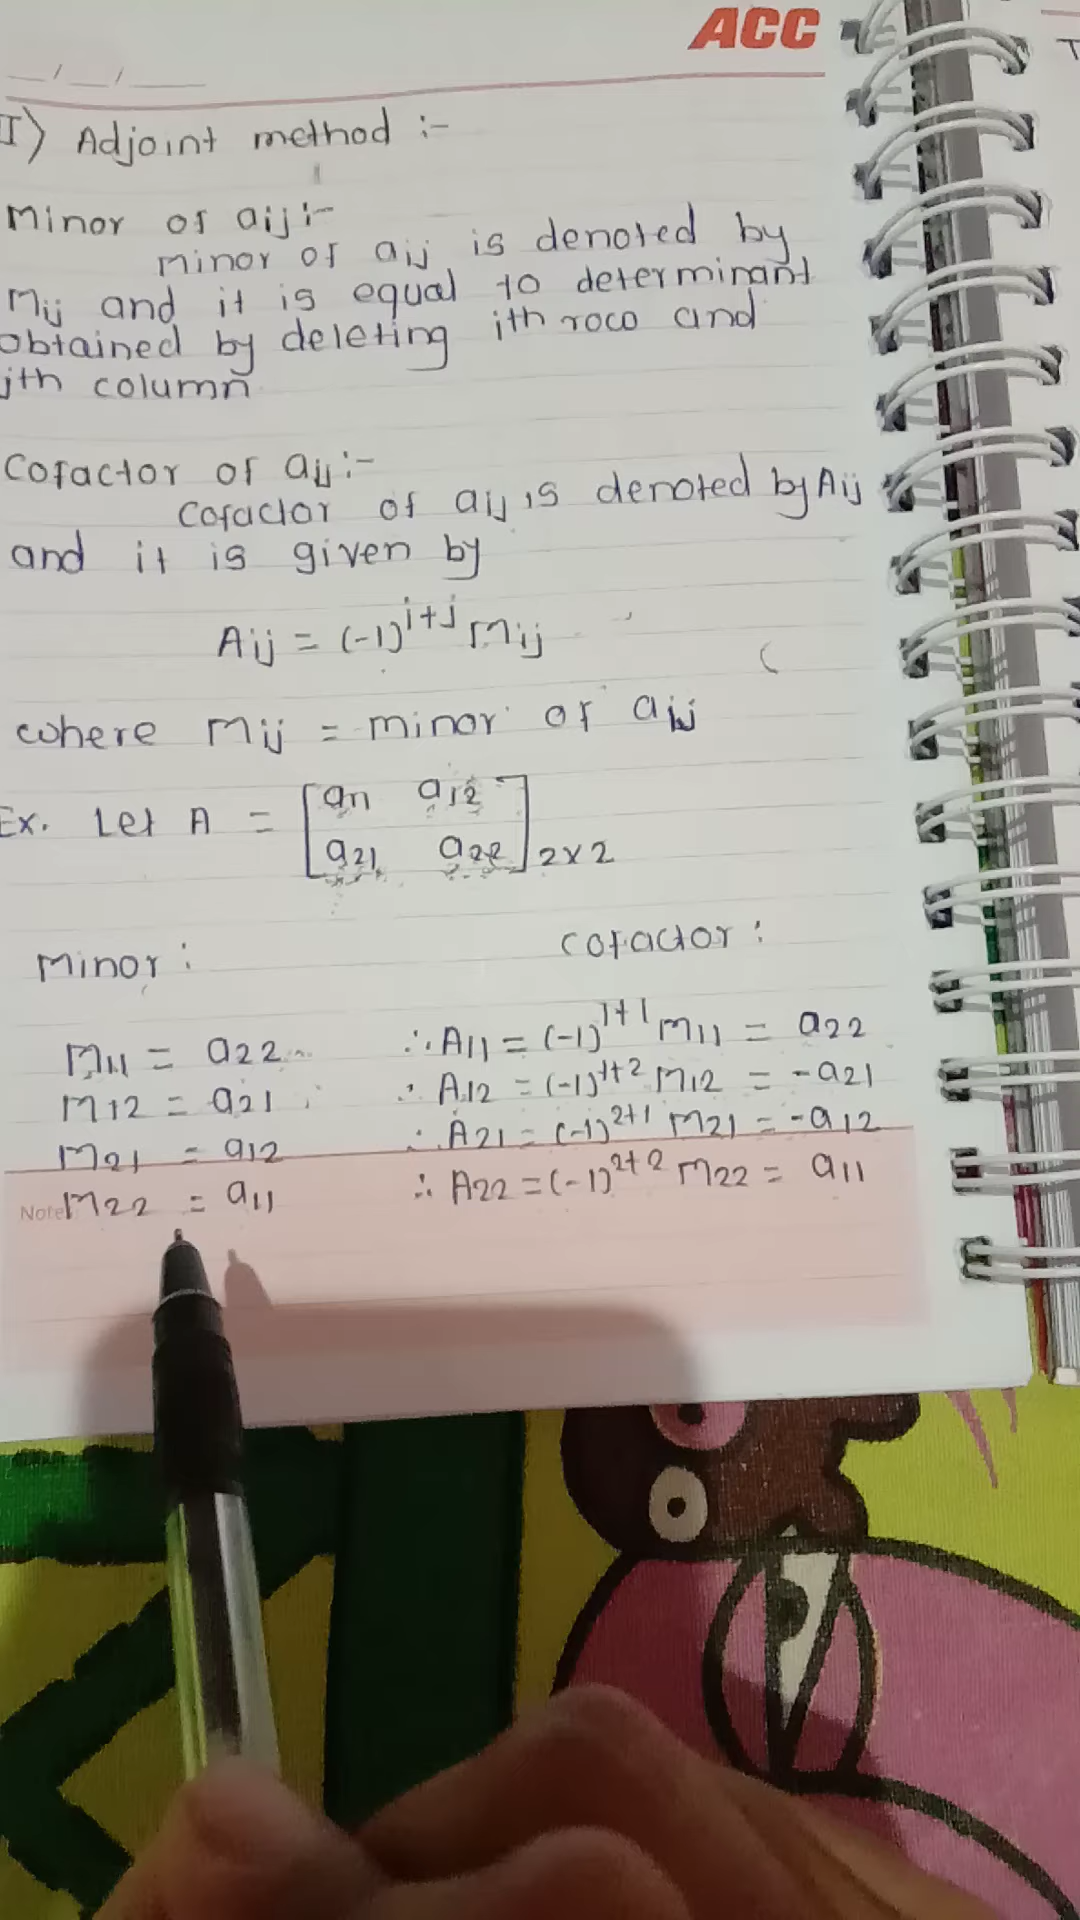 ACC
I) Adjoint method :-
Minor of aij :-
minor of aij is denoted by
Mij and it is equal to determinant
obtained by deleting ith row and
jth column
Cofactor of aij :-
Cofactor of aij is denoted by Aij
and it is given by
Aij = (-1)^i+j Mij
where Mij = minor of aij
Ex. Let A = [a11 a12
a21 a22] 2x2
Minor : Cofactor :
M11 = a22 ∴ A11 = (-1)^1+1 M11 = a22
M12 = a21 ∴ A12 = (-1)^1+2 M12 = -a21
M21 = a12 ∴ A21 = (-1)^2+1 M21 = -a12
Note M22 = a11 ∴ A22 = (-1)^2+2 M22 = a11